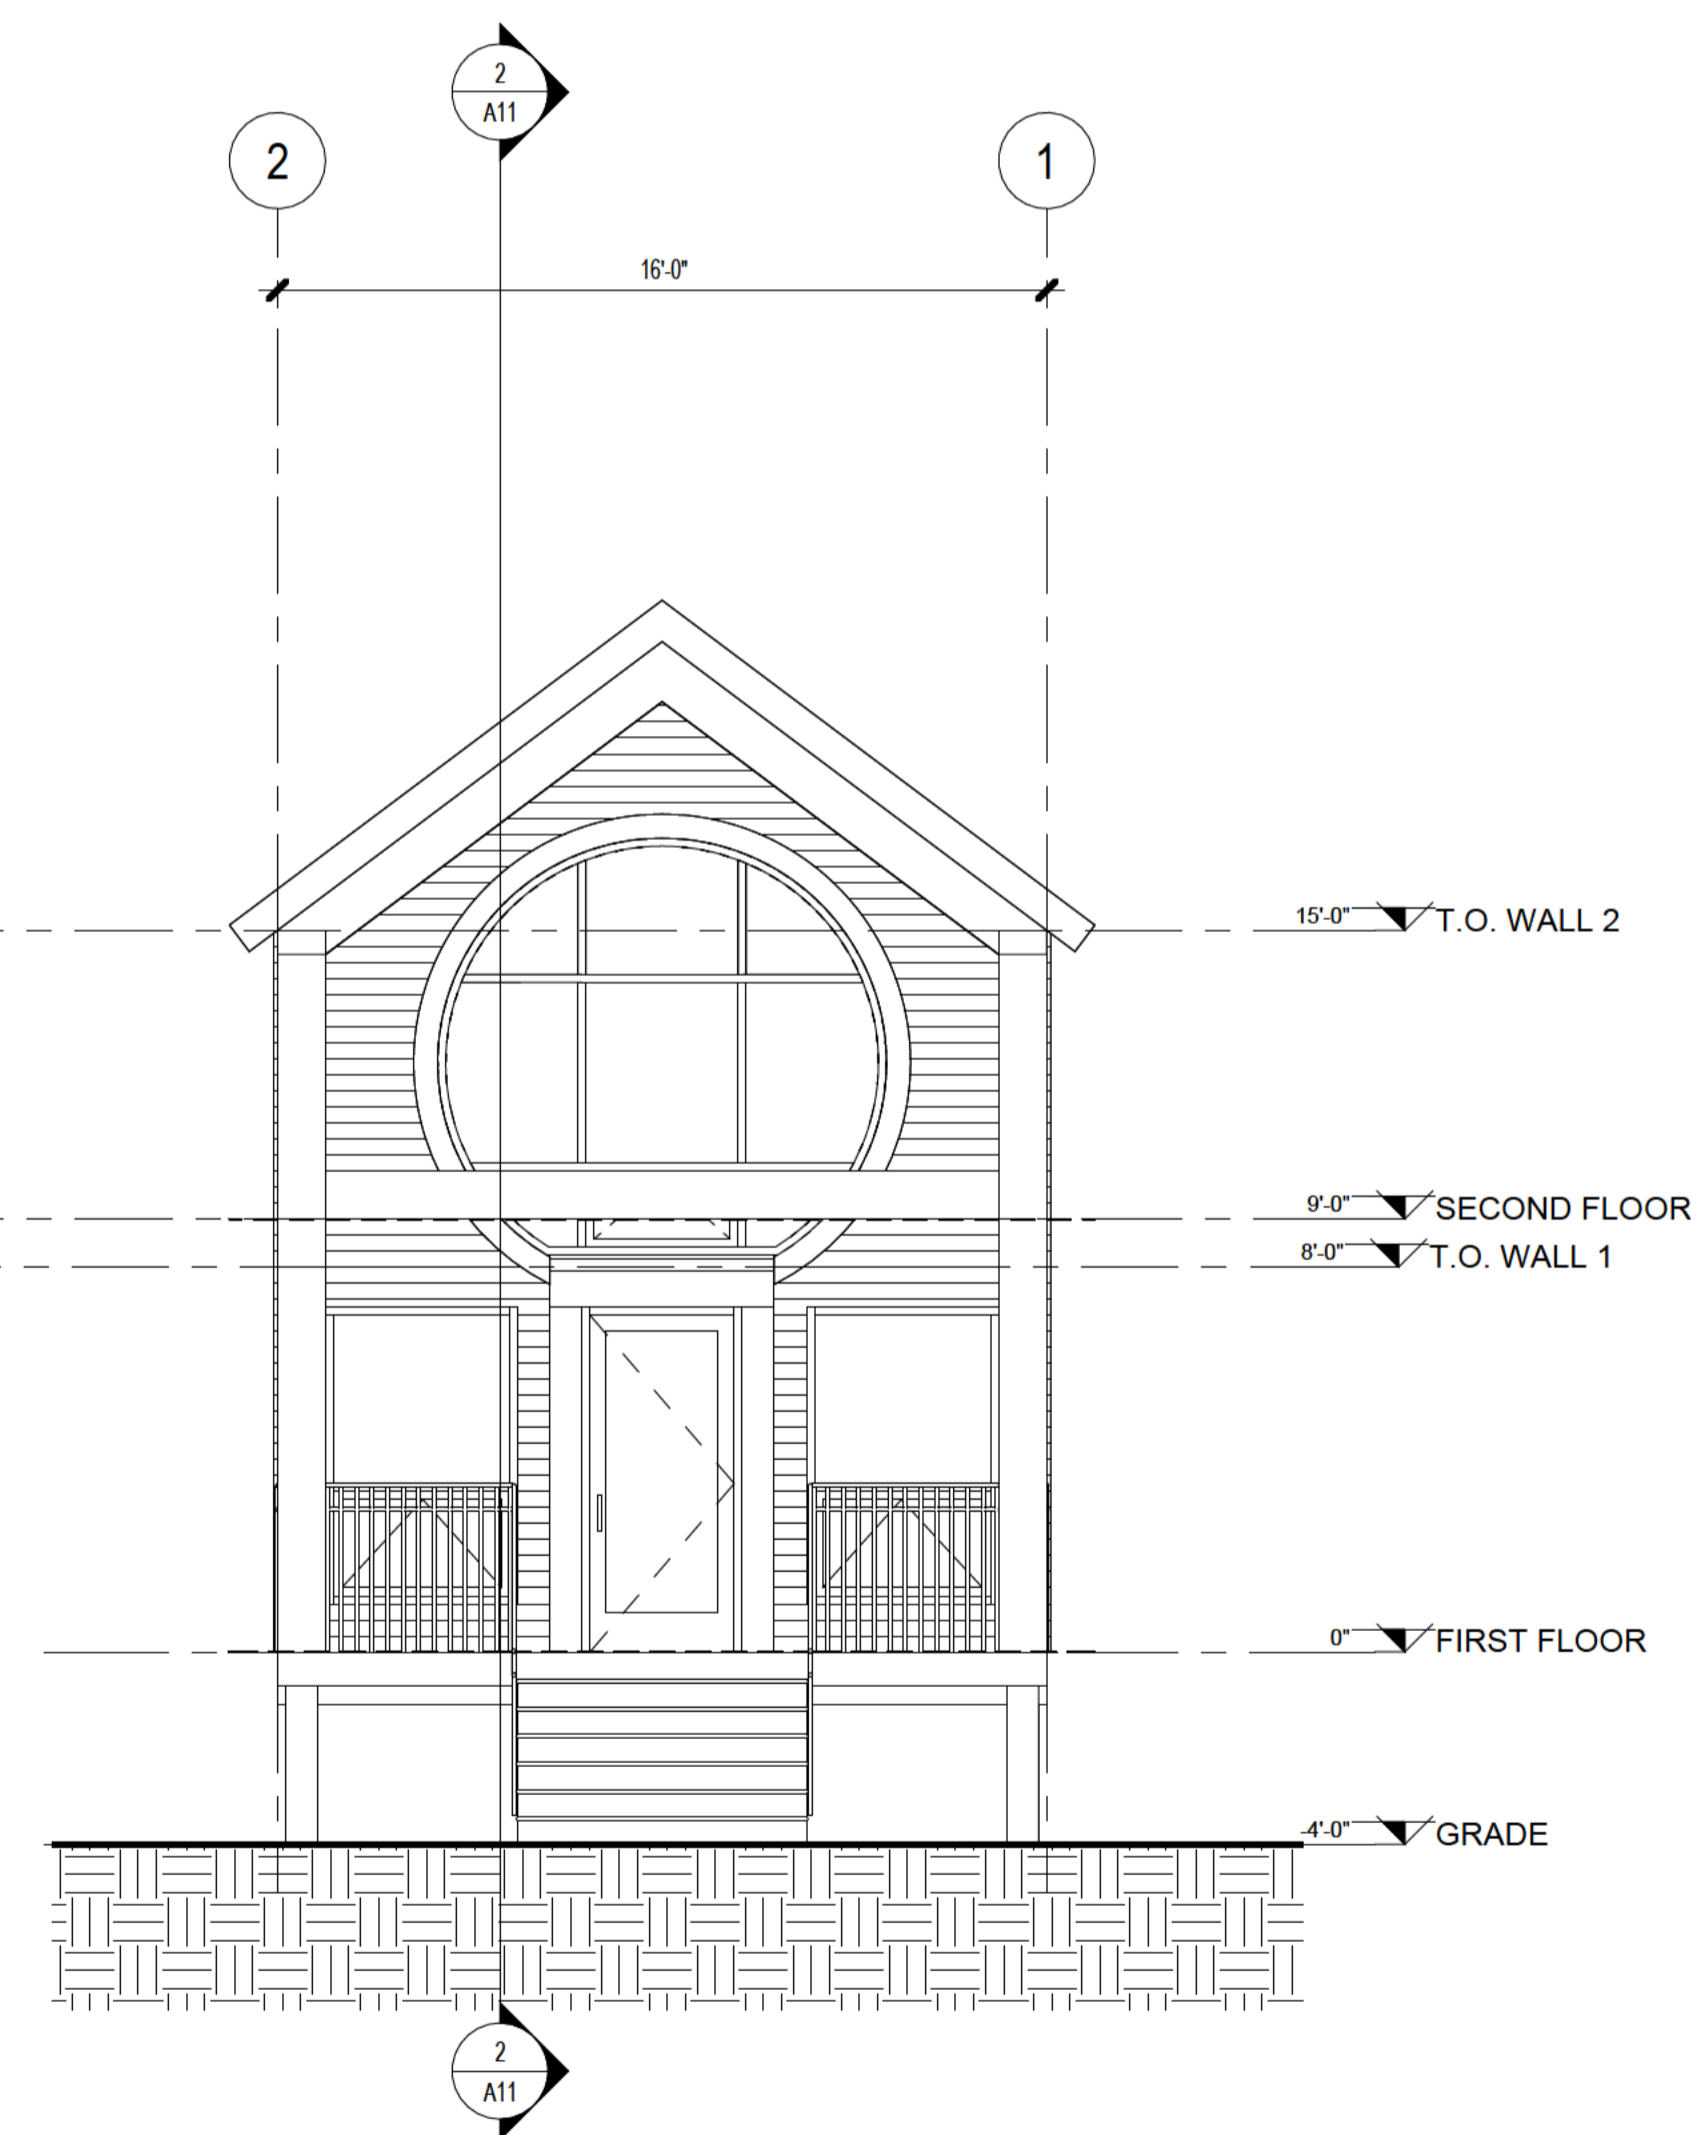 2
A11
2
1
16'-0"
15'-0" T.O. WALL 2
9'-0" SECOND FLOOR
8'-0" T.O. WALL 1
0" FIRST FLOOR
-4'-0" GRADE
2
A11